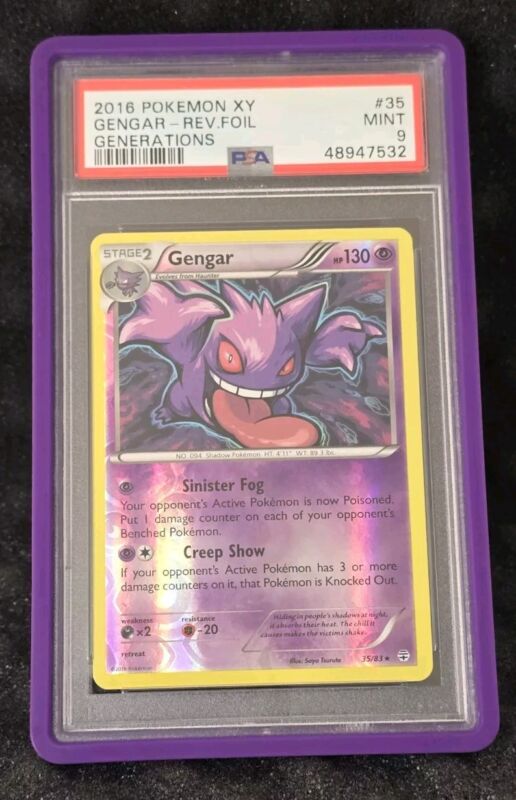 2016 POKEMON XY #35
GENGAR-REV.FOIL MINT
GENERATIONS 9
PSA 48947532
STAGE2 Gengar HP130
Evolves from Haunter
NO. 094 Shadow Pokémon HT: 4'11" WT: 89.3 lbs.
Sinister Fog
Your opponent's Active Pokémon is now Poisoned.
Put 1 damage counter on each of your opponent's
Benched Pokémon.
Creep Show
If your opponent's Active Pokémon has 3 or more
damage counters on it, that Pokémon is Knocked Out.
weakness resistance
×2 -20
retreat
Hiding in people's shadows at night,
it absorbs their heat. The chill it
causes makes the victims shake.
©2016 Pokémon Illus. Saya Tsuruta 35/83★